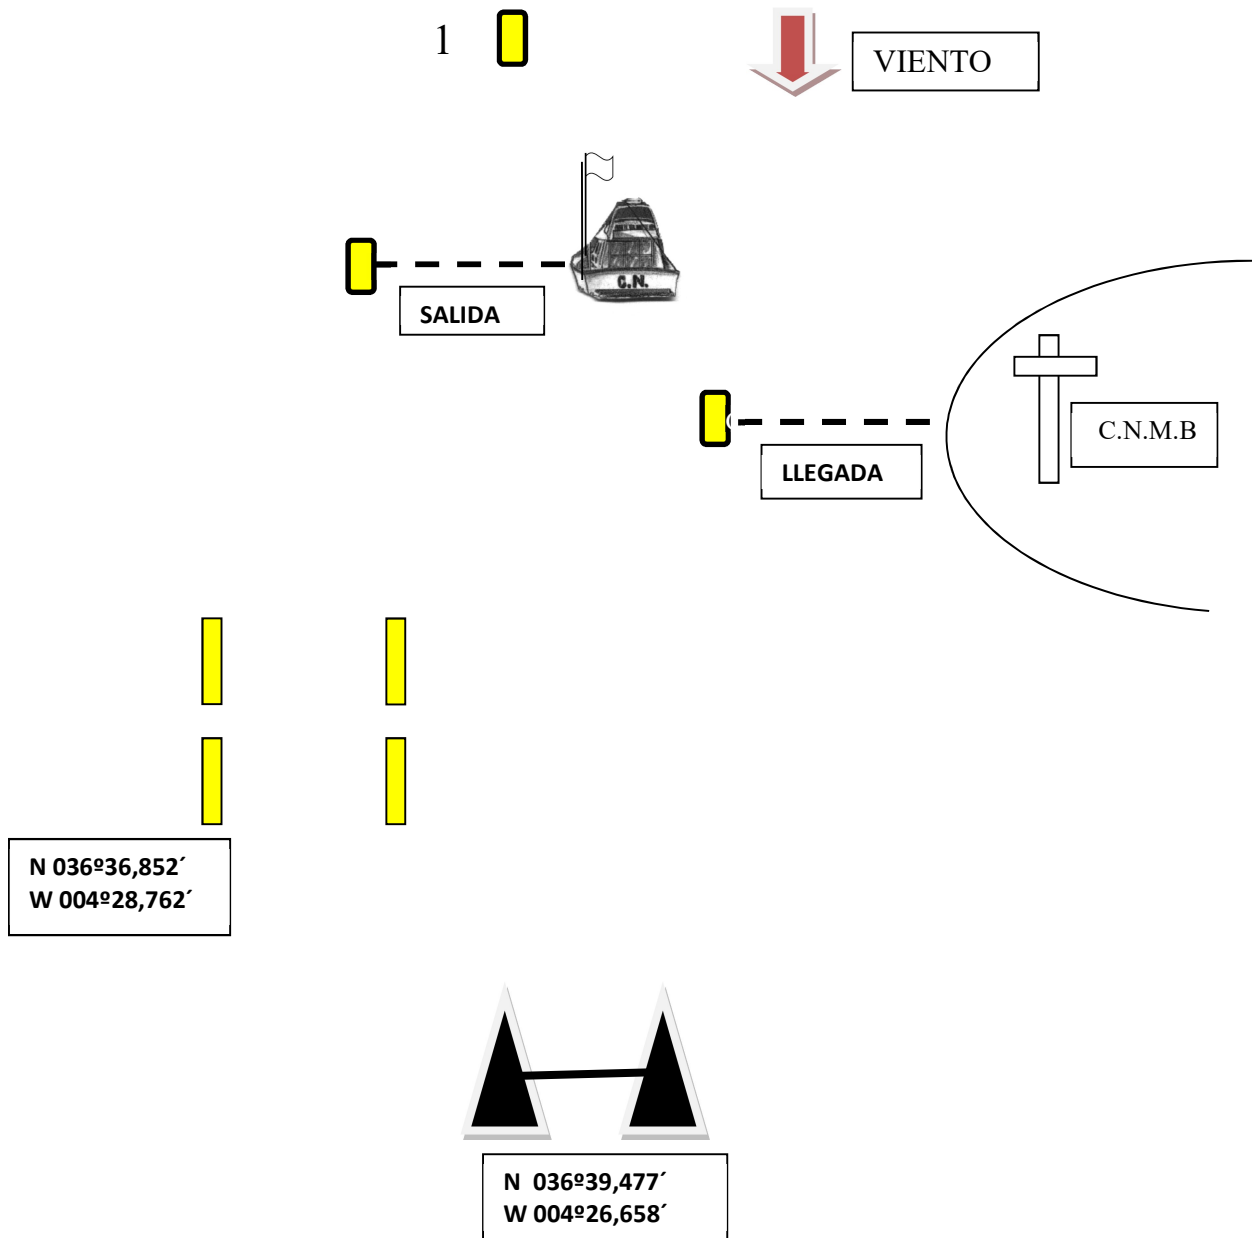 1
VIENTO
C.N.
SALIDA
C.N.M.B
LLEGADA
N 036º36,852´
W 004º28,762´
N 036º39,477´
W 004º26,658´